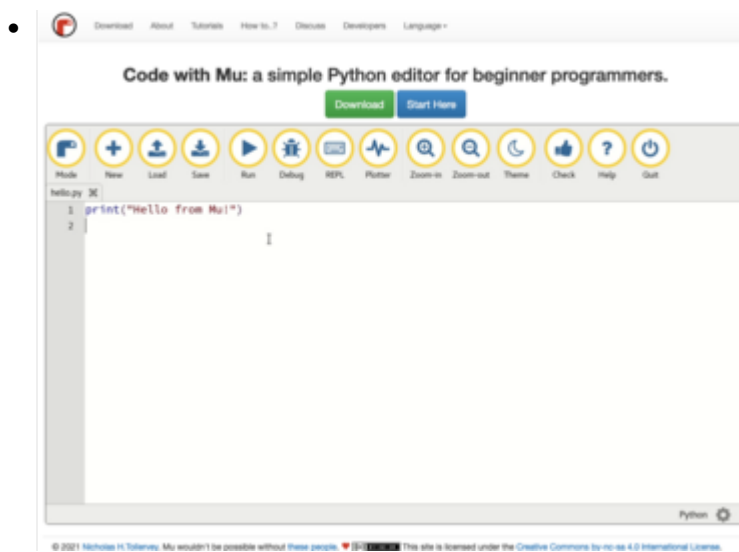 Download About Tutorials How to..? Discuss Developers Language
Code with Mu: a simple Python editor for beginner programmers.
Download Start Here
Mode New Load Save Run Debug REPL Plotter Zoom-in Zoom-out Theme Check Help Quit
hello.py
1 print("Hello from Mu!")
2
Python
© 2021 Nicholas H.Tollervey. Mu wouldn't be possible without these people. This site is licensed under the Creative Commons by-nc-sa 4.0 International License.